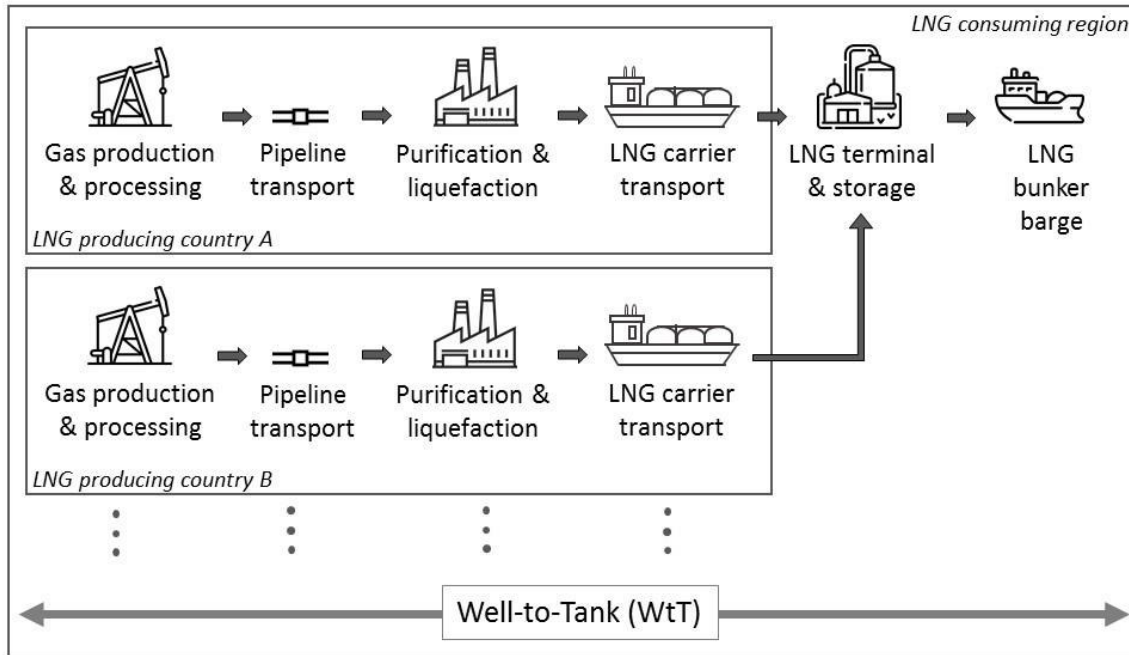 LNG consuming region
Gas production
& processing
Pipeline
transport
Purification &
liquefaction
LNG carrier
transport
LNG terminal
& storage
LNG
bunker
barge
LNG producing country A
Gas production
& processing
Pipeline
transport
Purification &
liquefaction
LNG carrier
transport
LNG producing country B
Well-to-Tank (WtT)